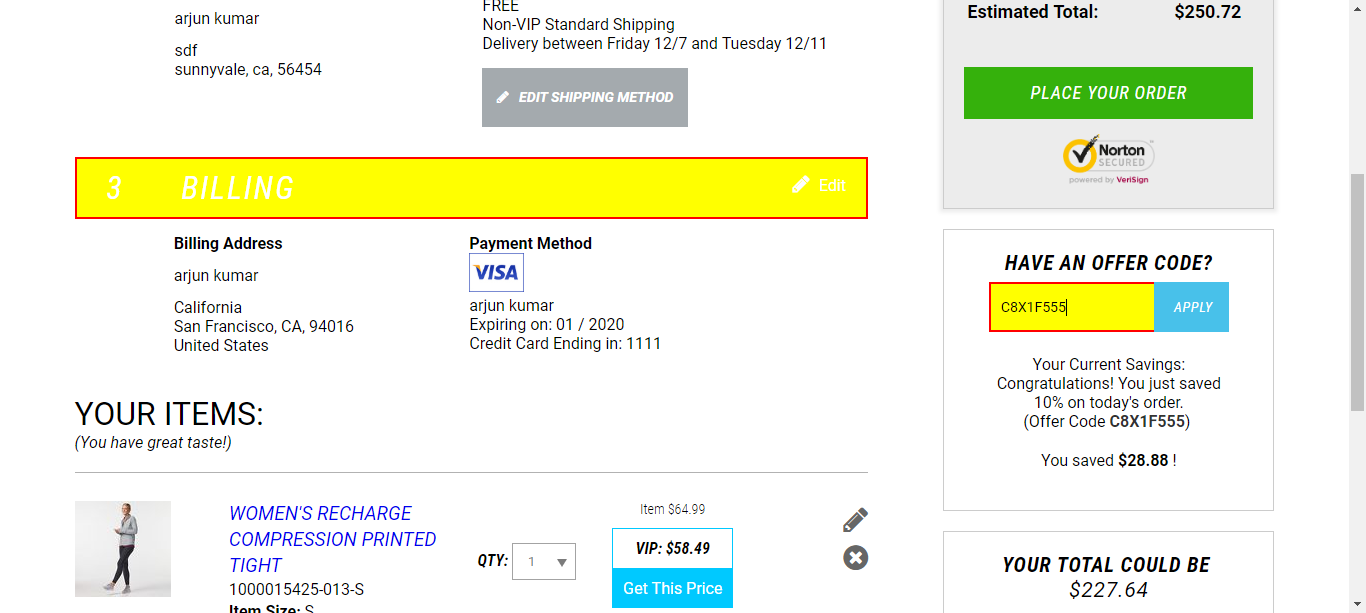 arjun kumar
sdf
sunnyvale, ca, 56454
FREE
Non-VIP Standard Shipping
Delivery between Friday 12/7 and Tuesday 12/11
EDIT SHIPPING METHOD
3 BILLING Edit
Billing Address
arjun kumar
California
San Francisco, CA, 94016
United States
Payment Method
VISA
arjun kumar
Expiring on: 01 / 2020
Credit Card Ending in: 1111
YOUR ITEMS:
(You have great taste!)
WOMEN'S RECHARGE
COMPRESSION PRINTED
TIGHT
1000015425-013-S
Item Size: S
QTY: 1
Item $64.99
VIP: $58.49
Get This Price
Estimated Total: $250.72
PLACE YOUR ORDER
Norton
SECURED
powered by VeriSign
HAVE AN OFFER CODE?
C8X1F555 APPLY
Your Current Savings:
Congratulations! You just saved
10% on today's order.
(Offer Code C8X1F555)
You saved $28.88 !
YOUR TOTAL COULD BE
$227.64